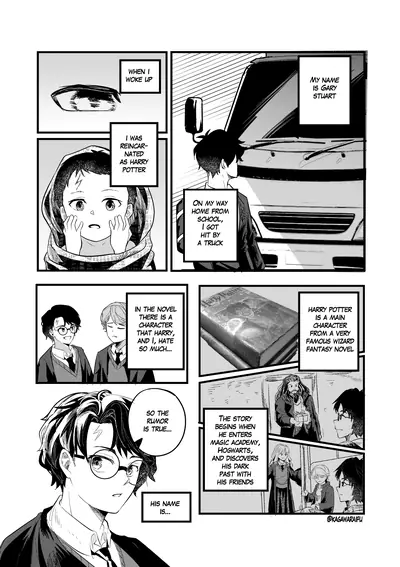 MY NAME
IS GARY
STUART
ON MY WAY
HOME FROM
SCHOOL,
I GOT
HIT BY
A TRUCK
WHEN I
WOKE UP
I WAS
REINCAR-
NATED
AS HARRY
POTTER
HARRY POTTER
IS A MAIN
CHARACTER
FROM A VERY
FAMOUS WIZARD
FANTASY NOVEL
THE STORY
BEGINS WHEN
HE ENTERS
MAGIC ACADEMY,
HOGWARTS,
AND DISCOVERS
HIS DARK
PAST WITH
HIS FRIENDS
IN THE NOVEL
THERE IS A
CHARACTER
THAT HARRY,
AND I, HATE
SO MUCH...
SO THE
RUMOR
IS TRUE...
HIS NAME
IS ...
@KAGAWARAIFU